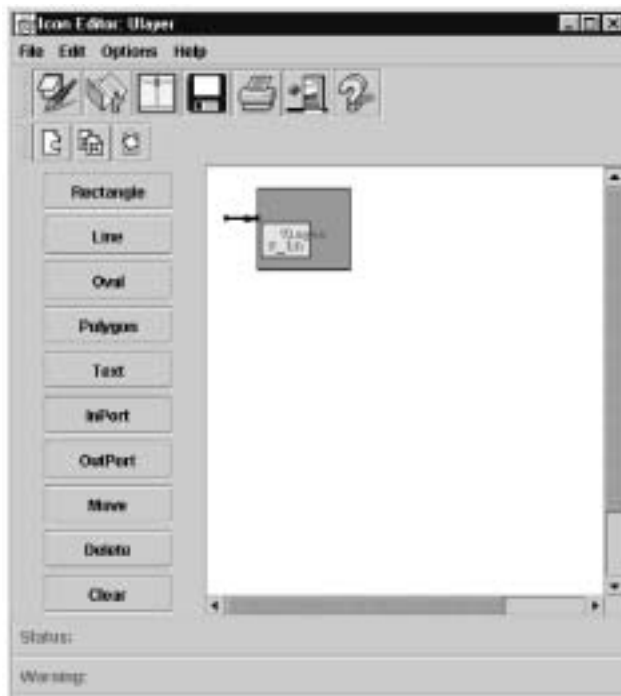 Icon Editor: Ulayer
File Edit Options Help
Rectangle
Line
Oval
Polygon
Text
InPort
OutPort
Move
Delete
Clear
Status:
Warning: